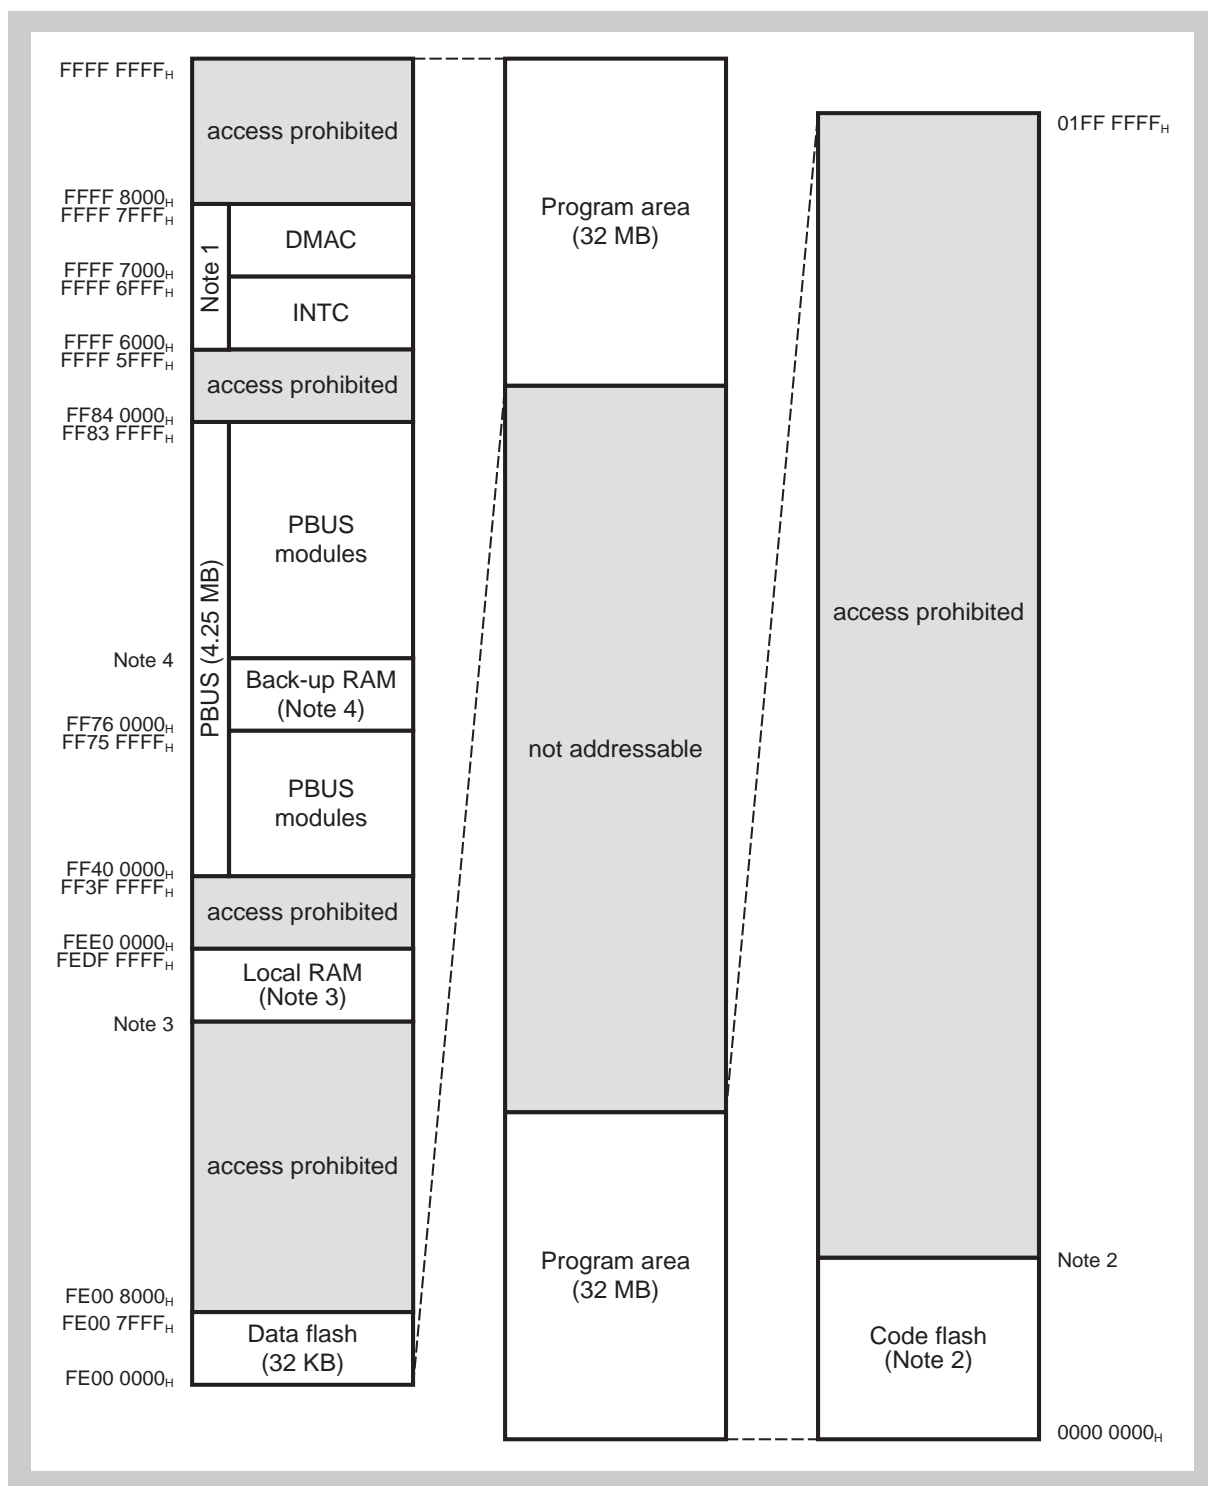 FFFF FFFFH
access prohibited
FFFF 8000H
FFFF 7FFFH
DMAC
Note 1
FFFF 7000H
FFFF 6FFFH
INTC
FFFF 6000H
FFFF 5FFFH
access prohibited
FF84 0000H
FF83 FFFFH
PBUS
modules
PBUS (4.25 MB)
Note 4
Back-up RAM
(Note 4)
FF76 0000H
FF75 FFFFH
PBUS
modules
FF40 0000H
FF3F FFFFH
access prohibited
FEE0 0000H
FEDF FFFFH
Local RAM
(Note 3)
Note 3
access prohibited
FE00 8000H
FE00 7FFFH
Data flash
(32 KB)
FE00 0000H
Program area
(32 MB)
not addressable
Program area
(32 MB)
01FF FFFFH
access prohibited
Note 2
Code flash
(Note 2)
0000 0000H